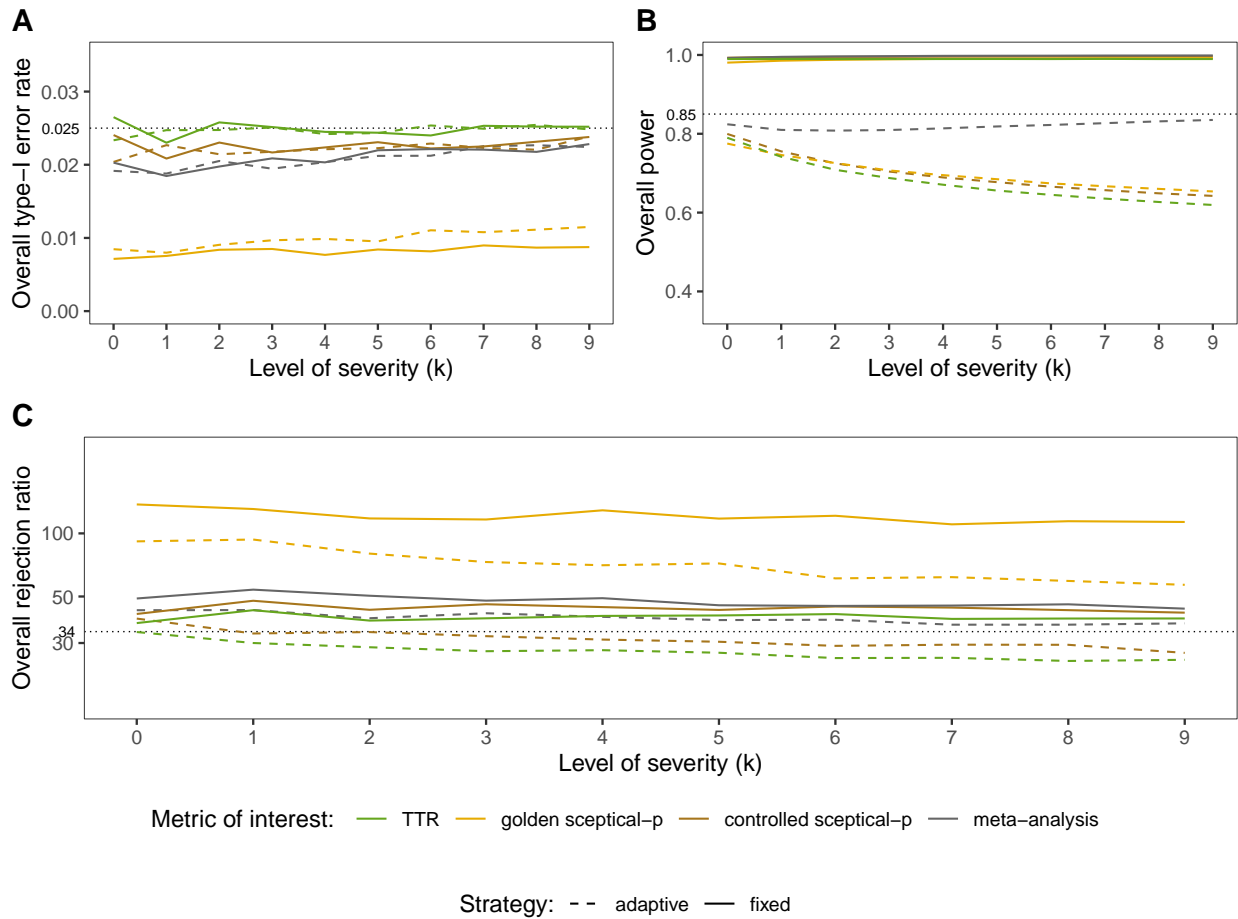 A
Overall type−I error rate
0.03
0.025
0.02
0.01
0.00
0 1 2 3 4 5 6 7 8 9
Level of severity (k)
B
Overall power
1.0
0.85
0.8
0.6
0.4
0 1 2 3 4 5 6 7 8 9
Level of severity (k)
C
Overall rejection ratio
100
50
34
30
0 1 2 3 4 5 6 7 8 9
Level of severity (k)
Metric of interest: TTR golden sceptical−p controlled sceptical−p meta−analysis
Strategy: adaptive fixed